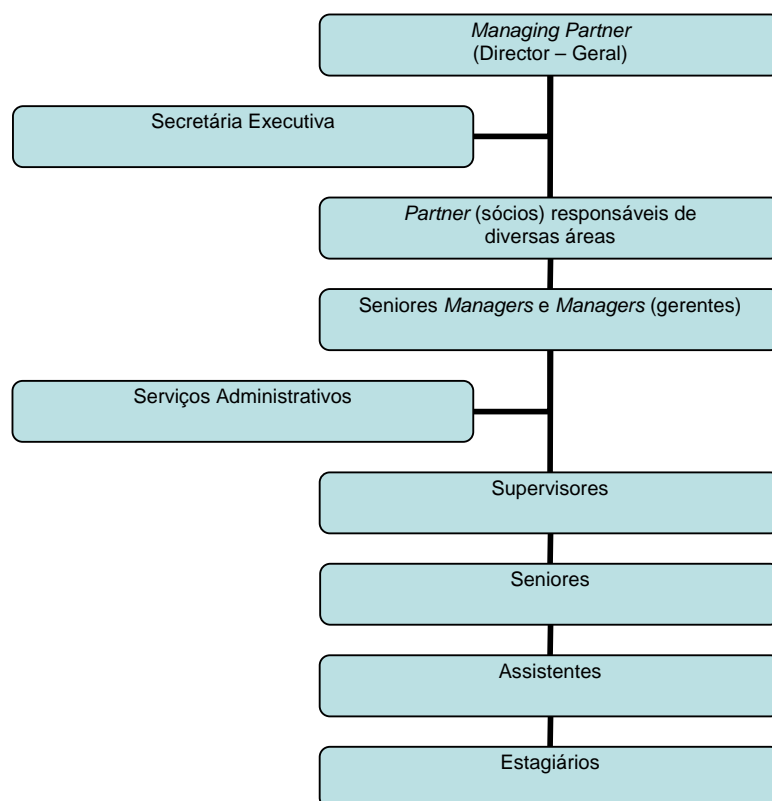 Managing Partner
(Director – Geral)
Secretária Executiva
Partner (sócios) responsáveis de
diversas áreas
Seniores Managers e Managers (gerentes)
Serviços Administrativos
Supervisores
Seniores
Assistentes
Estagiários